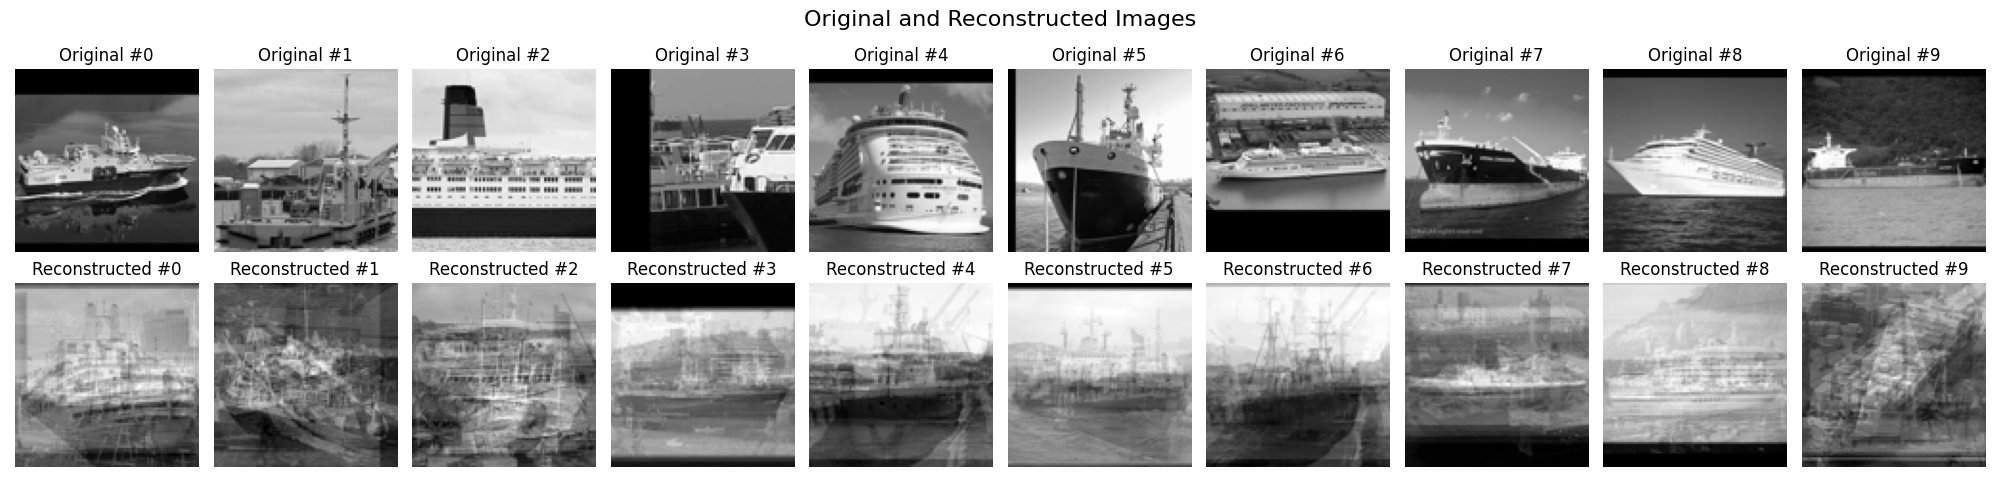 Original and Reconstructed Images
Original #0 Original #1 Original #2 Original #3 Original #4 Original #5 Original #6 Original #7 Original #8 Original #9
Reconstructed #0 Reconstructed #1 Reconstructed #2 Reconstructed #3 Reconstructed #4 Reconstructed #5 Reconstructed #6 Reconstructed #7 Reconstructed #8 Reconstructed #9